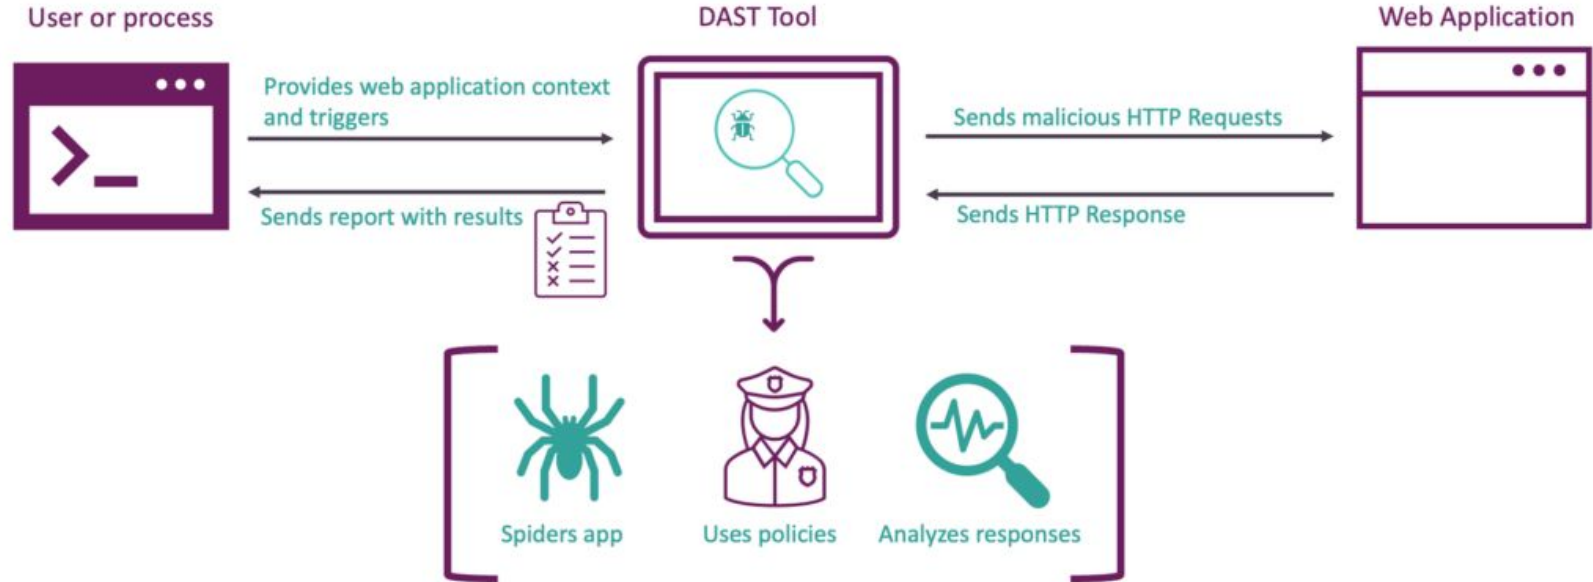 User or process
DAST Tool
Web Application
Provides web application context
and triggers
Sends malicious HTTP Requests
Sends report with results
Sends HTTP Response
Spiders app
Uses policies
Analyzes responses